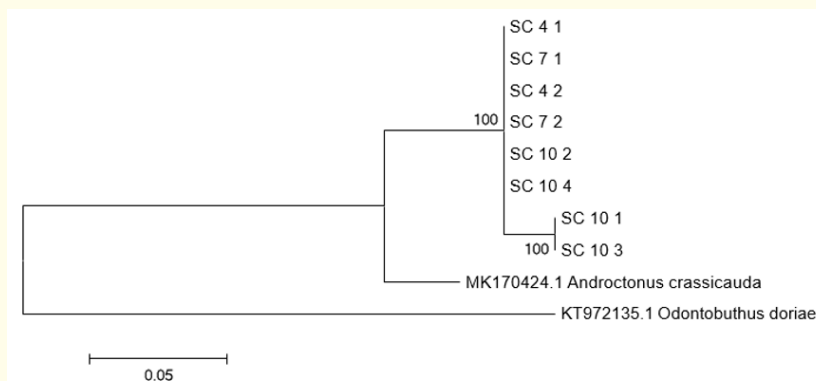 SC 4 1
SC 7 1
SC 4 2
100 SC 7 2
SC 10 2
SC 10 4
SC 10 1
100 SC 10 3
MK170424.1 Androctonus crassicauda
KT972135.1 Odontobuthus doriae
0.05